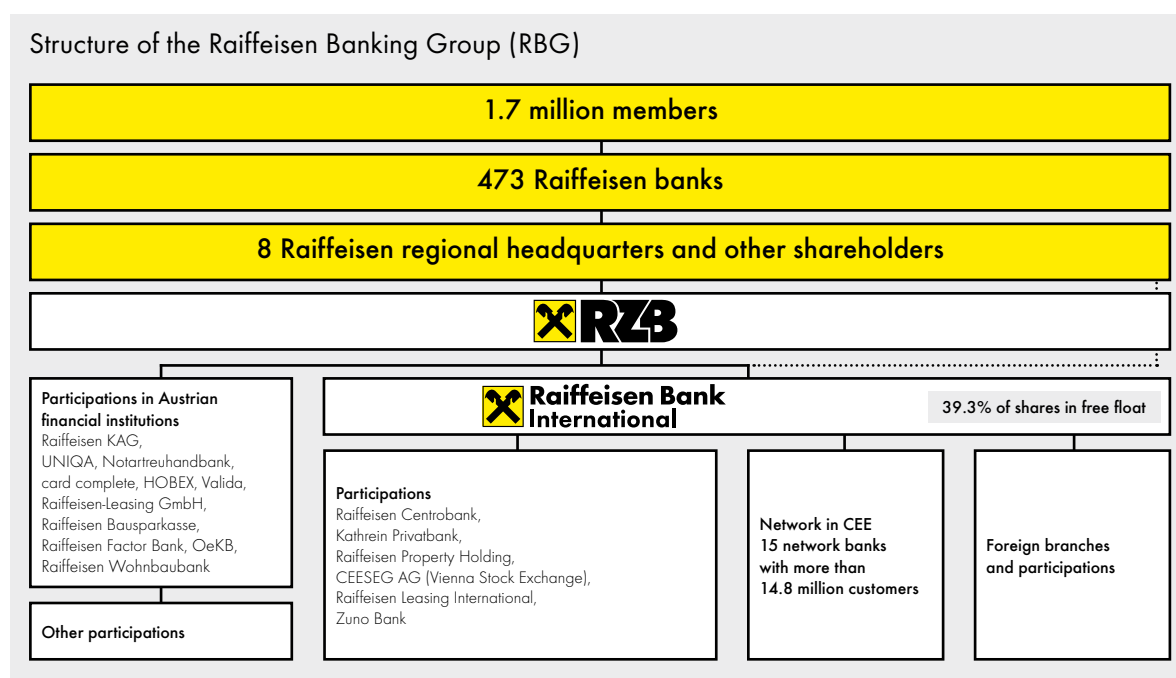 Structure of the Raiffeisen Banking Group (RBG)
1.7 million members
473 Raiffeisen banks
8 Raiffeisen regional headquarters and other shareholders
RZB
Participations in Austrian
financial institutions
Raiffeisen KAG,
UNIQA, Notartreuhandbank,
card complete, HOBEX, Valida,
Raiffeisen-Leasing GmbH,
Raiffeisen Bausparkasse,
Raiffeisen Factor Bank, OeKB,
Raiffeisen Wohnbaubank
Other participations
Raiffeisen Bank
International
39.3% of shares in free float
Participations
Raiffeisen Centrobank,
Kathrein Privatbank,
Raiffeisen Property Holding,
CEESEG AG (Vienna Stock Exchange),
Raiffeisen Leasing International,
Zuno Bank
Network in CEE
15 network banks
with more than
14.8 million customers
Foreign branches
and participations